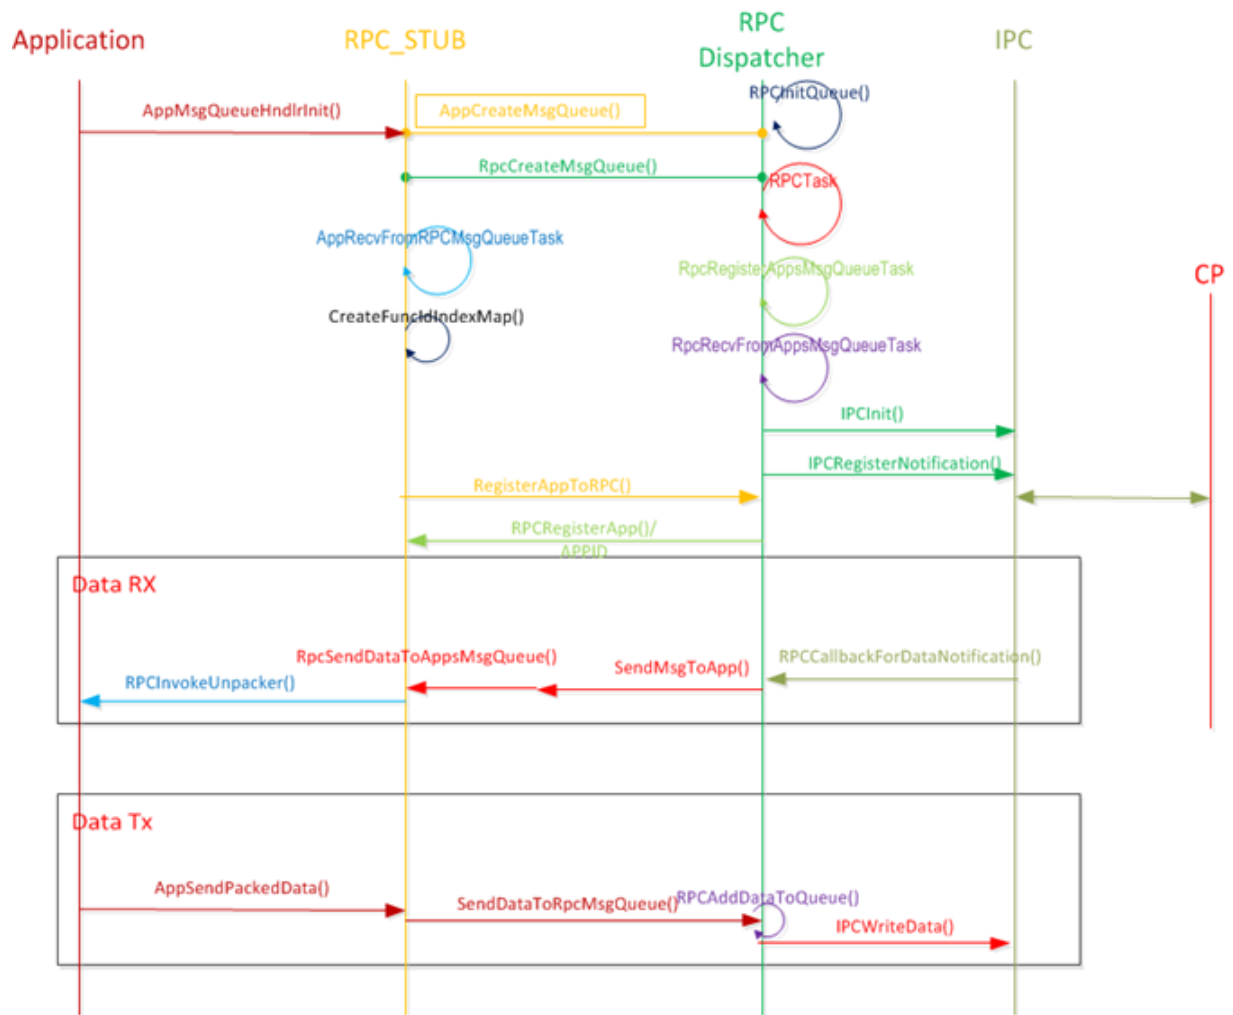 Application
RPC_STUB
RPC
Dispatcher
IPC
RPCInitQueue()
AppMsgQueueHndlrInit()
AppCreateMsgQueue()
RpcCreateMsgQueue()
RPCTask
AppRecvFromRPCMsgQueueTask
RpcRegisterAppsMsgQueueTask
CP
CreateFuncIdIndexMap()
RpcRecvFromAppsMsgQueueTask
IPCInit()
IPCRegisterNotification()
RegisterAppToRPC()
RPCRegisterApp()/
APPID
Data RX
RpcSendDataToAppsMsgQueue()
SendMsgToApp()
RPCCallbackForDataNotification()
RPCInvokeUnpacker()
Data Tx
AppSendPackedData()
SendDataToRpcMsgQueue()
RPCAddDataToQueue()
IPCWriteData()